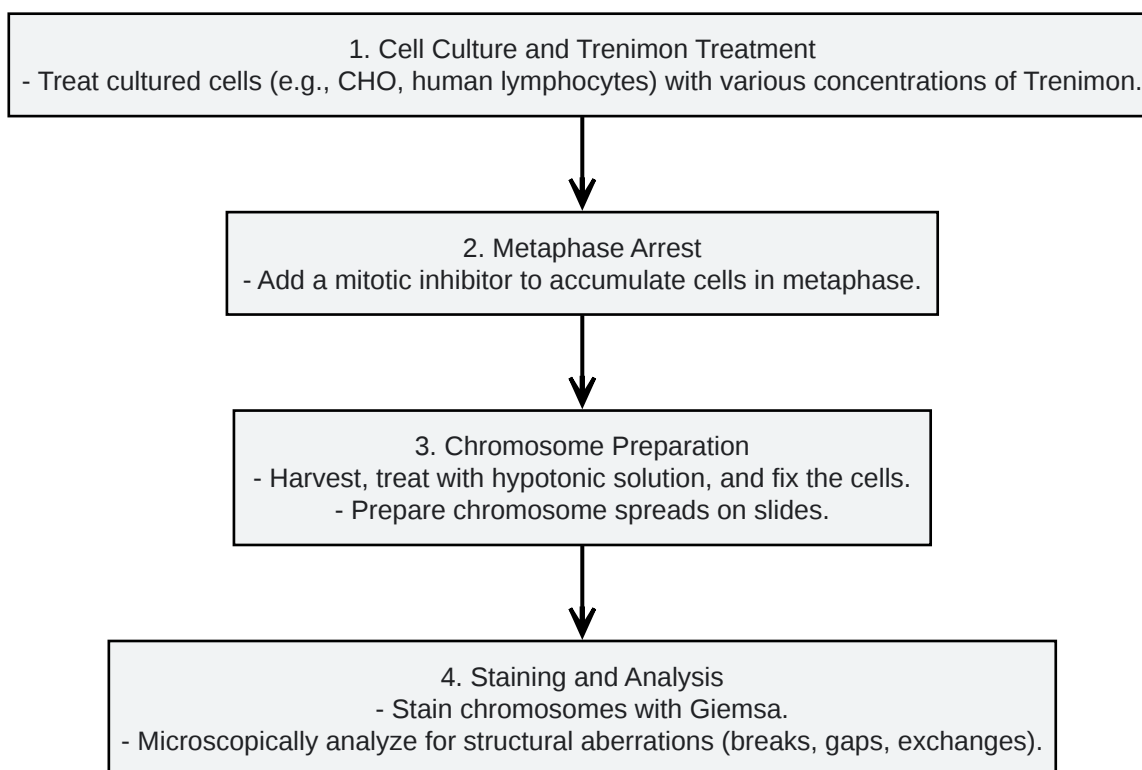 1. Cell Culture and Trenimon Treatment
- Treat cultured cells (e.g., CHO, human lymphocytes) with various concentrations of Trenimon.
2. Metaphase Arrest
- Add a mitotic inhibitor to accumulate cells in metaphase.
3. Chromosome Preparation
- Harvest, treat with hypotonic solution, and fix the cells.
- Prepare chromosome spreads on slides.
4. Staining and Analysis
- Stain chromosomes with Giemsa.
- Microscopically analyze for structural aberrations (breaks, gaps, exchanges).